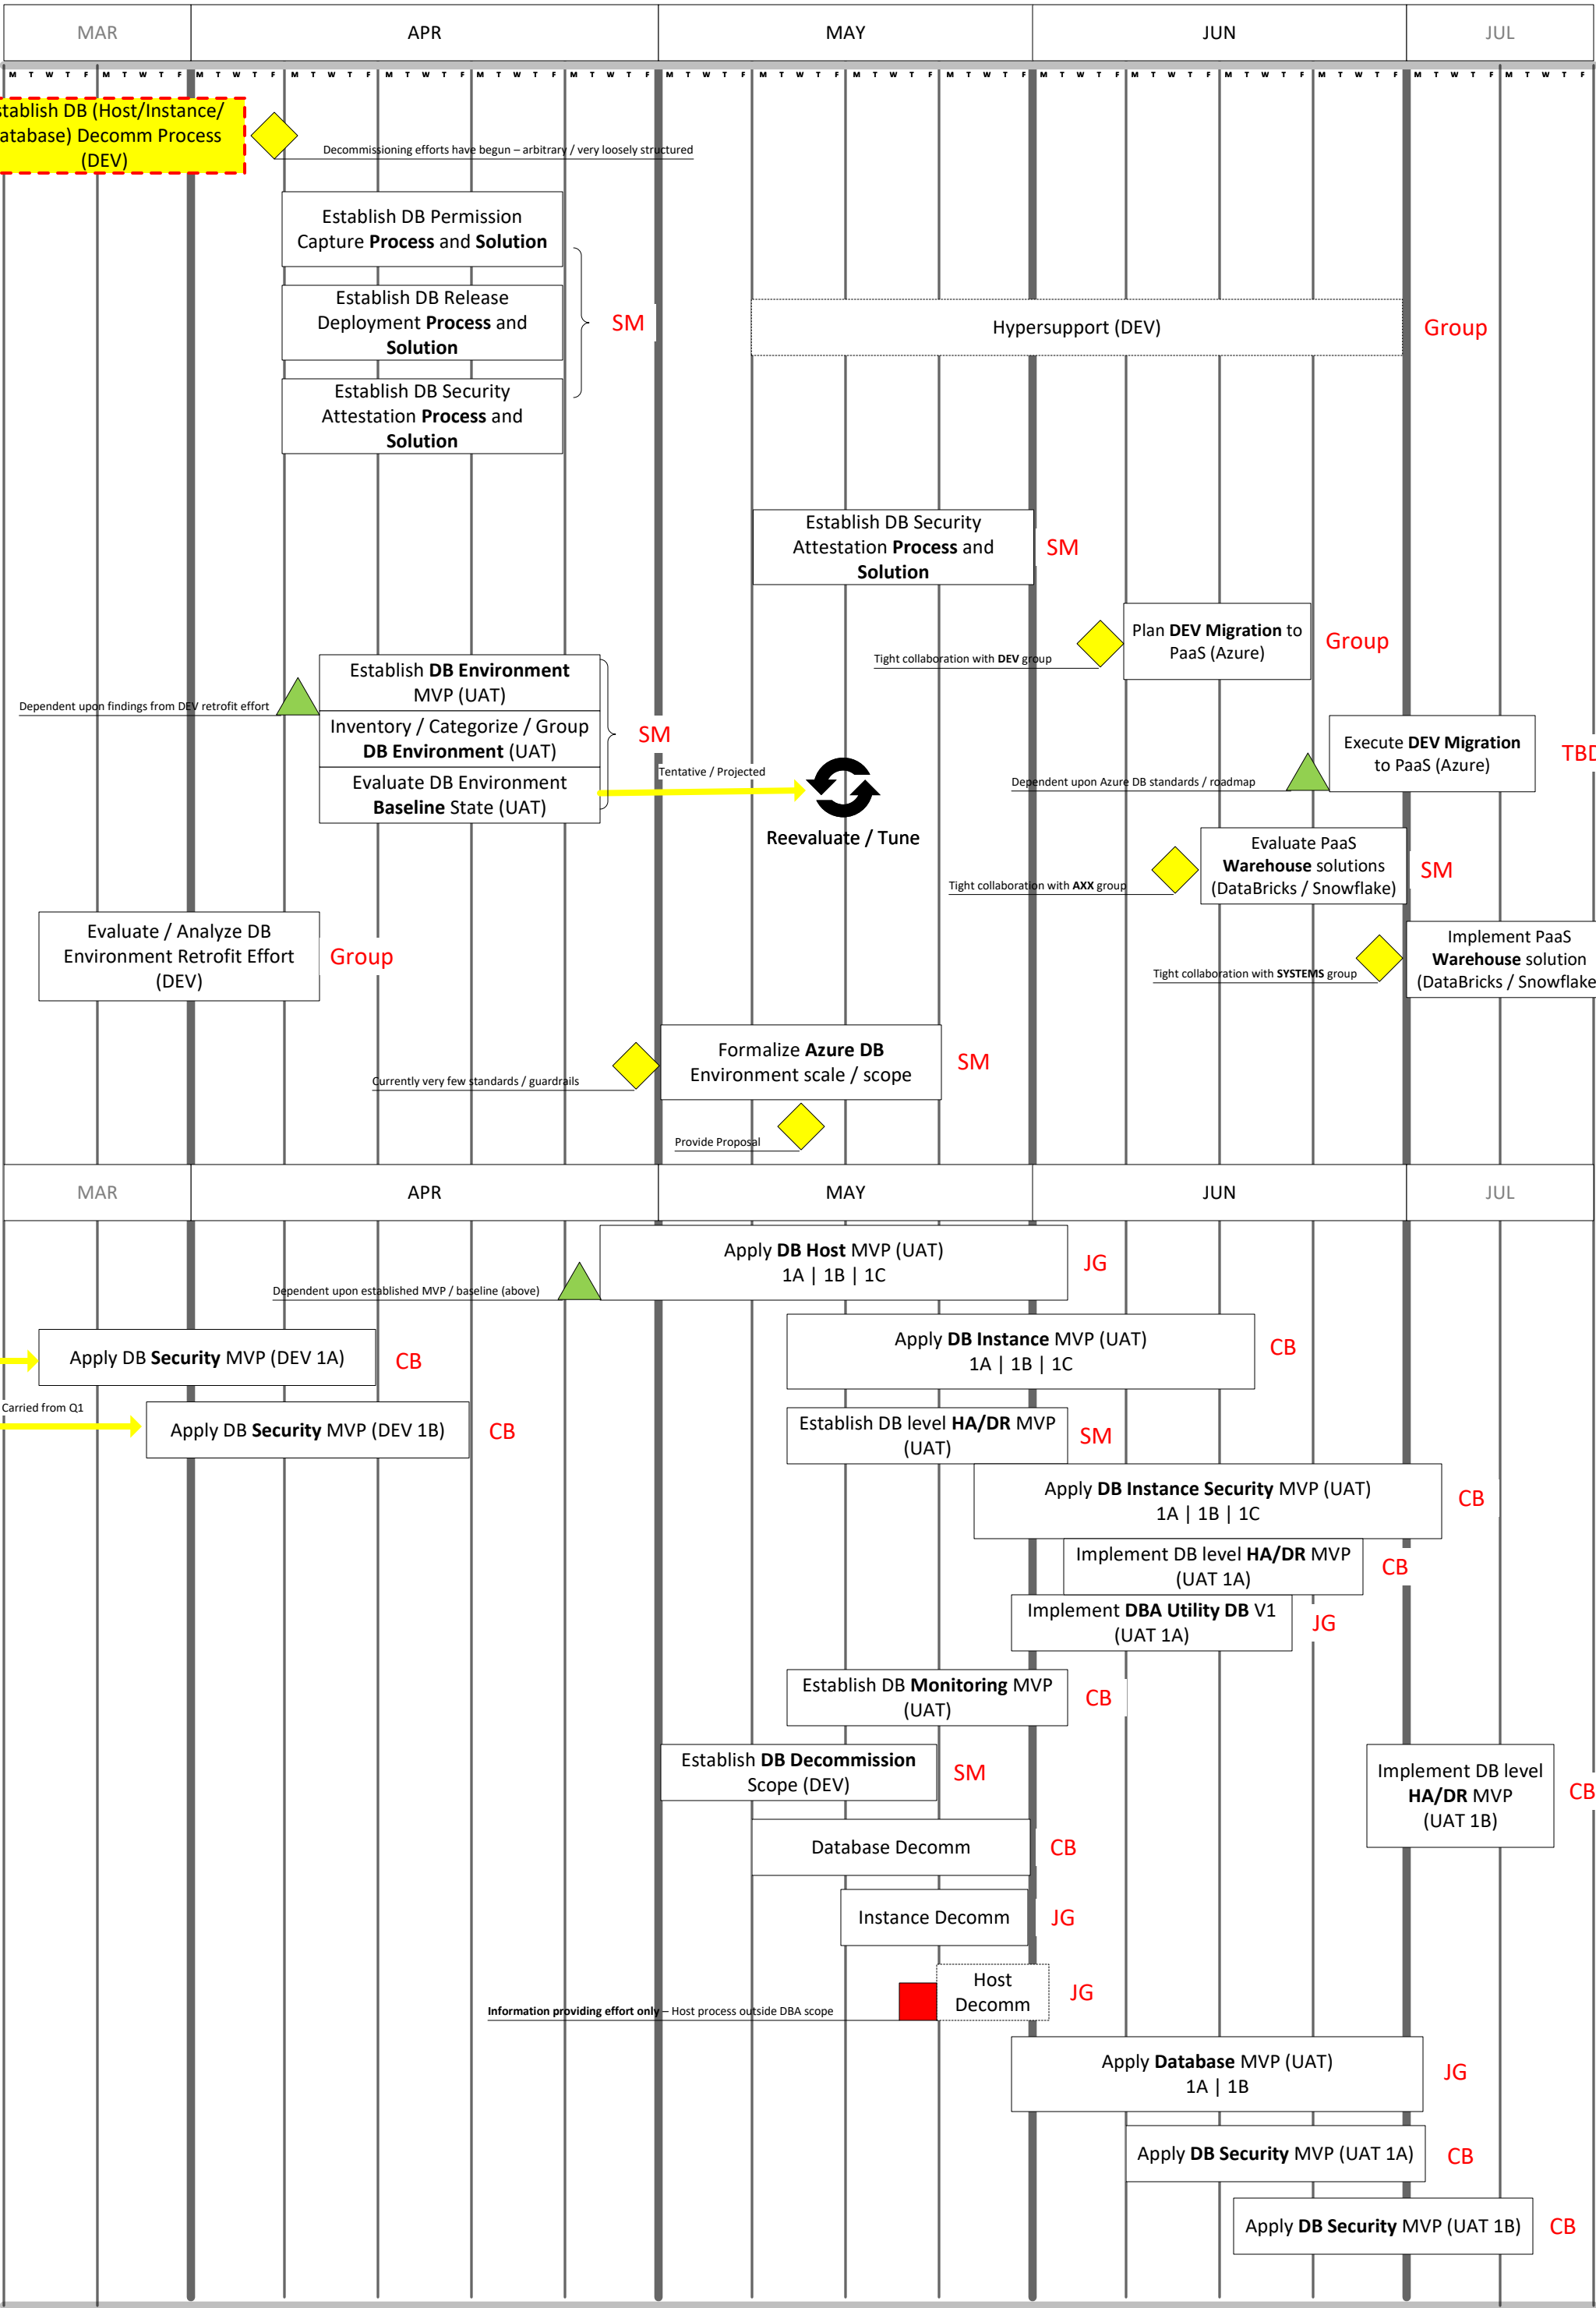 MAR APR MAY JUN JUL
M T W T F M T W T F M T W T F M T W T F M T W T F M T W T F M T W T F M T W T F M T W T F M T W T F M T W T F M T W T F M T W T F M T W T F M T W T F M T W T F M T W T F
stablish DB (Host/Instance/
atabase) Decomm Process
(DEV)
Decommissioning efforts have begun – arbitrary / very loosely structured
Establish DB Permission
Capture Process and Solution
Establish DB Release
Deployment Process and
Solution
Establish DB Security
Attestation Process and
Solution
SM
Hypersupport (DEV)
Group
Establish DB Security
Attestation Process and
Solution
SM
Tight collaboration with DEV group
Plan DEV Migration to
PaaS (Azure)
Group
Dependent upon findings from DEV retrofit effort
Establish DB Environment
MVP (UAT)
Inventory / Categorize / Group
DB Environment (UAT)
Evaluate DB Environment
Baseline State (UAT)
SM
Tentative / Projected
Reevaluate / Tune
Dependent upon Azure DB standards / roadmap
Execute DEV Migration
to PaaS (Azure)
TBD
Tight collaboration with AXX group
Evaluate PaaS
Warehouse solutions
(DataBricks / Snowflake)
SM
Evaluate / Analyze DB
Environment Retrofit Effort
(DEV)
Group
Tight collaboration with SYSTEMS group
Implement PaaS
Warehouse solution
(DataBricks / Snowflake
Currently very few standards / guardrails
Formalize Azure DB
Environment scale / scope
SM
Provide Proposal
MAR APR MAY JUN JUL
Dependent upon established MVP / baseline (above)
Apply DB Host MVP (UAT)
1A | 1B | 1C
JG
Apply DB Security MVP (DEV 1A)
CB
Apply DB Instance MVP (UAT)
1A | 1B | 1C
CB
Carried from Q1
Apply DB Security MVP (DEV 1B)
CB
Establish DB level HA/DR MVP
(UAT)
SM
Apply DB Instance Security MVP (UAT)
1A | 1B | 1C
CB
Implement DB level HA/DR MVP
(UAT 1A)
CB
Implement DBA Utility DB V1
(UAT 1A)
JG
Establish DB Monitoring MVP
(UAT)
CB
Establish DB Decommission
Scope (DEV)
SM
Implement DB level
HA/DR MVP
(UAT 1B)
CB
Database Decomm
CB
Instance Decomm
JG
Information providing effort only – Host process outside DBA scope
Host
Decomm
JG
Apply Database MVP (UAT)
1A | 1B
JG
Apply DB Security MVP (UAT 1A)
CB
Apply DB Security MVP (UAT 1B)
CB